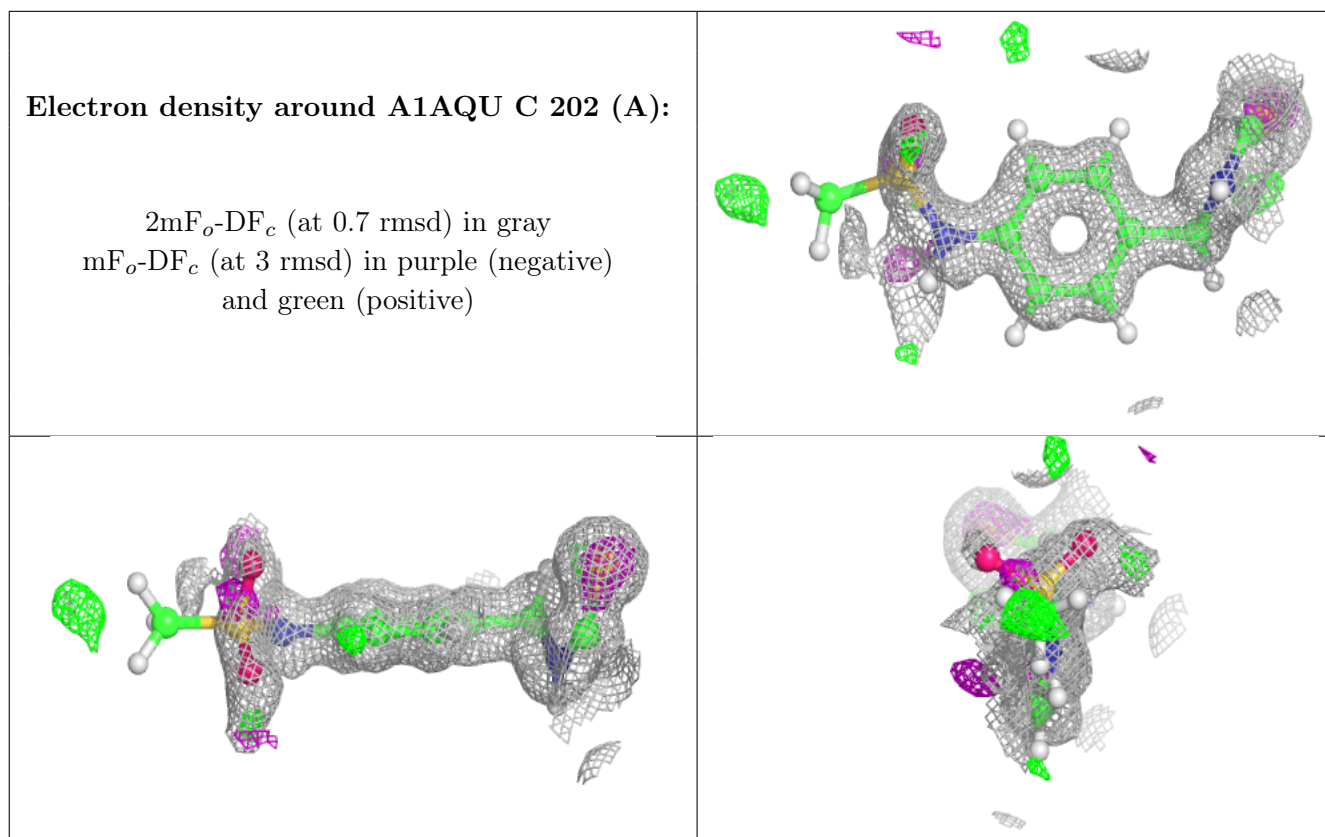 Electron density around A1AQU C 202 (A):
2mFo-DFc (at 0.7 rmsd) in gray
mFo-DFc (at 3 rmsd) in purple (negative)
and green (positive)